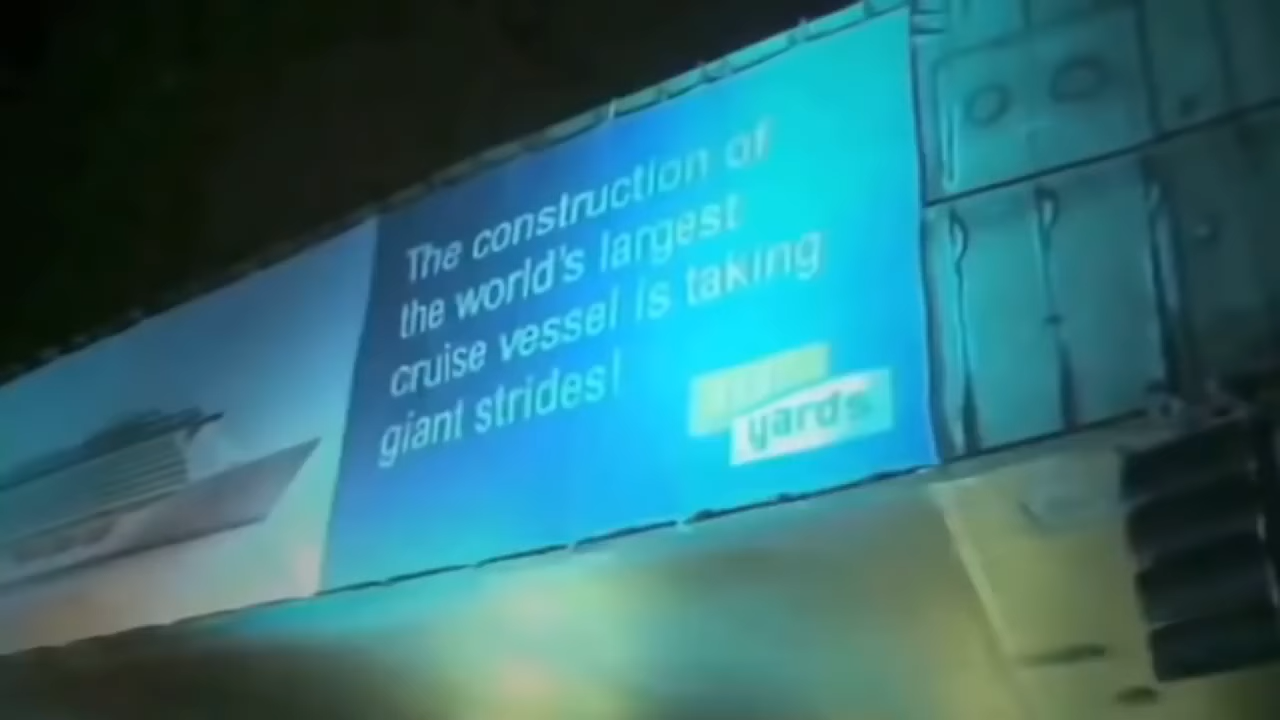 The construction of
the world's largest
cruise vessel is taking
giant strides!
yards